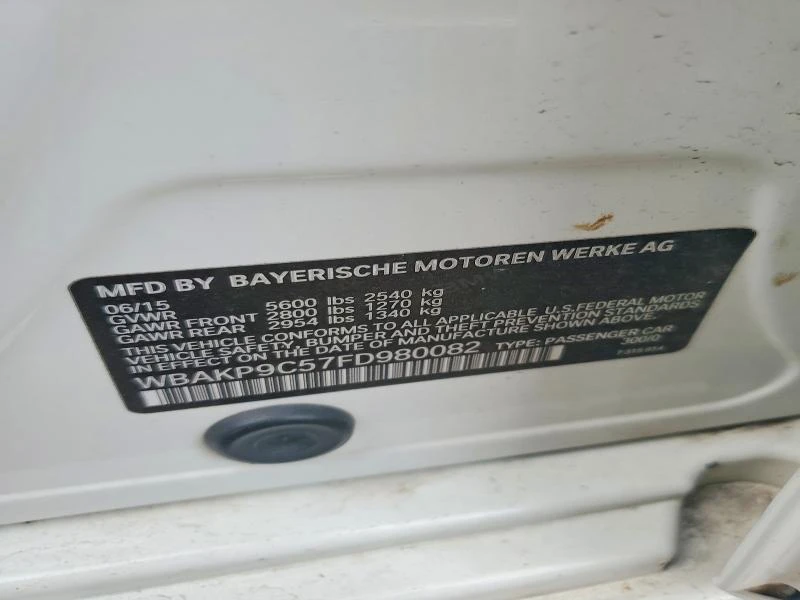 MFD BY BAYERISCHE MOTOREN WERKE AG
06/15
GVWR 5600 lbs 2540 kg
GAWR FRONT 2800 lbs 1270 kg
GAWR REAR 2954 lbs 1340 kg
THIS VEHICLE CONFORMS TO ALL APPLICABLE U.S. FEDERAL MOTOR
VEHICLE SAFETY, BUMPER AND THEFT PREVENTION STANDARDS
IN EFFECT ON THE DATE OF MANUFACTURE SHOWN ABOVE.
WBAKP9C57FD980082 TYPE: PASSENGER CAR
300/0